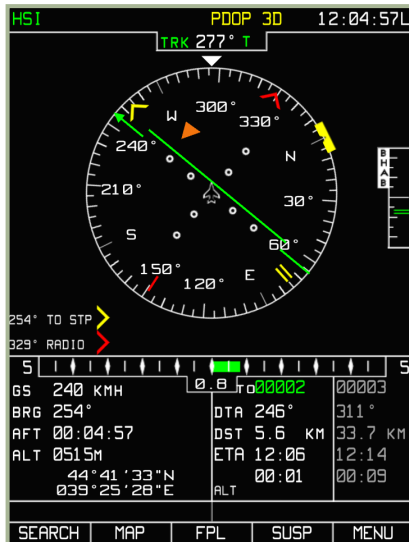 HSI PDOP 3D 12:04:57L
TRK 277° T
300°
330°
W
240°
N
210°
30°
S
60°
150°
120°
E
B
H
A
B
254° TO STP
329° RADIO
S S
0.8
GS 240 KMH TO 00002 00003
BRG 254° DTA 246° 311°
AFT 00:04:57 DST 5.6 KM 33.7 KM
ALT 0515M ETA 12:06 12:14
44°41'33"N 00:01 00:09
039°25'28"E ALT
SEARCH MAP FPL SUSP MENU